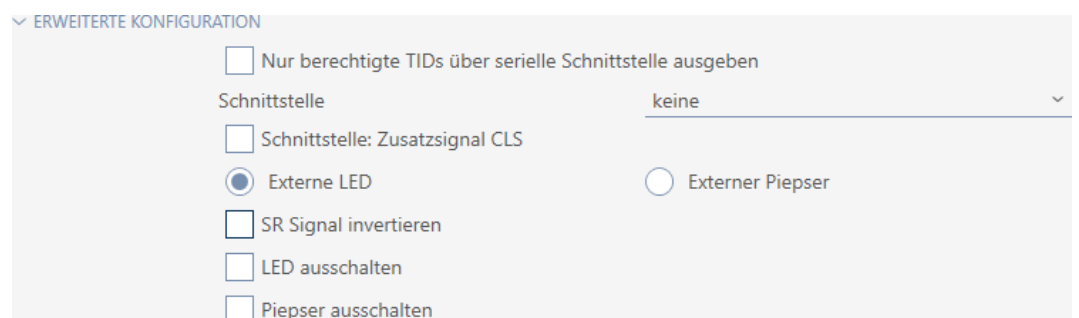 ERWEITERTE KONFIGURATION
Nur berechtigte TIDs über serielle Schnittstelle ausgeben
Schnittstelle keine
Schnittstelle: Zusatzsignal CLS
Externe LED Externer Piepser
SR Signal invertieren
LED ausschalten
Piepser ausschalten